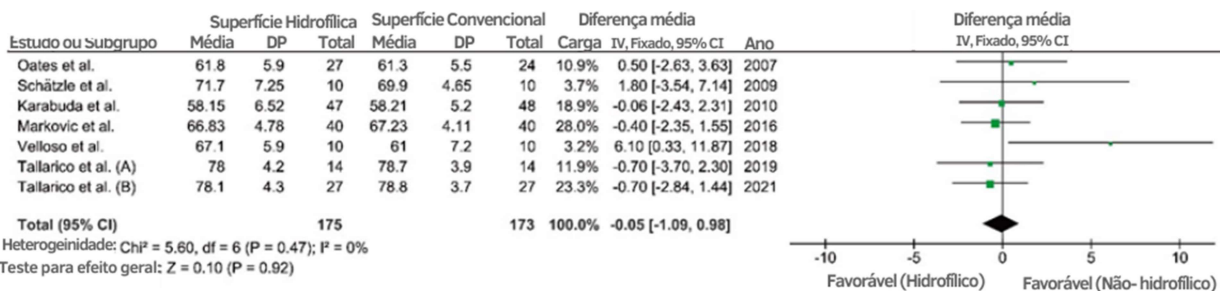 Superfície Hidrofílica Superfície Convencional Diferença média Diferença média
Estudo ou Subgrupo Média DP Total Média DP Total Carga IV, Fixado, 95% CI Ano IV, Fixado, 95% CI
Oates et al. 61.8 5.9 27 61.3 5.5 24 10.9% 0.50 [-2.63, 3.63] 2007
Schätzle et al. 71.7 7.25 10 69.9 4.65 10 3.7% 1.80 [-3.54, 7.14] 2009
Karabuda et al. 58.15 6.52 47 58.21 5.2 48 18.9% -0.06 [-2.43, 2.31] 2010
Markovic et al. 66.83 4.78 40 67.23 4.11 40 28.0% -0.40 [-2.35, 1.55] 2016
Velloso et al. 67.1 5.9 10 61 7.2 10 3.2% 6.10 [0.33, 11.87] 2018
Tallarico et al. (A) 78 4.2 14 78.7 3.9 14 11.9% -0.70 [-3.70, 2.30] 2019
Tallarico et al. (B) 78.1 4.3 27 78.8 3.7 27 23.3% -0.70 [-2.84, 1.44] 2021
Total (95% CI) 175 173 100.0% -0.05 [-1.09, 0.98]
Heterogeinidade: Chi² = 5.60, df = 6 (P = 0.47); I² = 0%
Teste para efeito geral: Z = 0.10 (P = 0.92)
-10 -5 0 5 10
Favorável (Hidrofílico) Favorável (Não- hidrofílico)